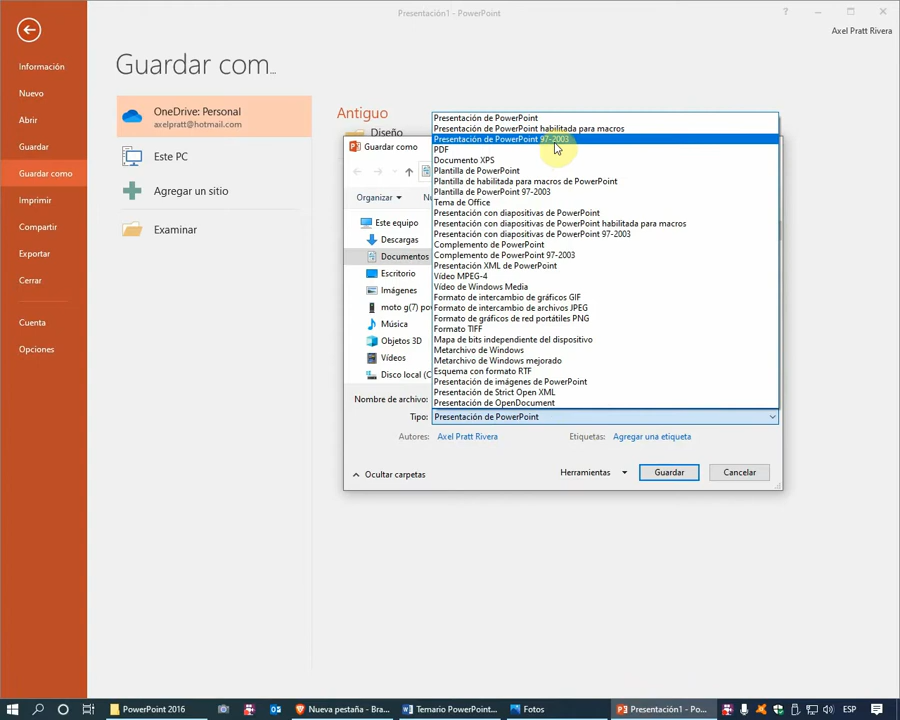 Presentación1 - PowerPoint
?
Axel Pratt Rivera
Información
Nuevo
Abrir
Guardar
Guardar como
Imprimir
Compartir
Exportar
Cerrar
Cuenta
Opciones
Guardar com...
OneDrive: Personal
axelpratt@hotmail.com
Este PC
Agregar un sitio
Examinar
Antiguo
Diseño
Guardar como
Organizar
Este equipo
Descargas
Documentos
Escritorio
Imágenes
moto g(7) po
Música
Objetos 3D
Vídeos
Disco local (C
Presentación de PowerPoint
Presentación de PowerPoint habilitada para macros
Presentación de PowerPoint 97-2003
PDF
Documento XPS
Plantilla de PowerPoint
Plantilla de habilitada para macros de PowerPoint
Plantilla de PowerPoint 97-2003
Tema de Office
Presentación con diapositivas de PowerPoint
Presentación con diapositivas de PowerPoint habilitada para macros
Presentación con diapositivas de PowerPoint 97-2003
Complemento de PowerPoint
Complemento de PowerPoint 97-2003
Presentación XML de PowerPoint
Vídeo MPEG-4
Vídeo de Windows Media
Formato de intercambio de gráficos GIF
Formato de intercambio de archivos JPEG
Formato de gráficos de red portátiles PNG
Formato TIFF
Mapa de bits independiente del dispositivo
Metarchivo de Windows
Metarchivo de Windows mejorado
Esquema con formato RTF
Presentación de imágenes de PowerPoint
Presentación de Strict Open XML
Presentación de OpenDocument
Nombre de archivo:
Tipo: Presentación de PowerPoint
Autores: Axel Pratt Rivera Etiquetas: Agregar una etiqueta
Ocultar carpetas Herramientas Guardar Cancelar
PowerPoint 2016 Nueva pestaña - Bra... Temario PowerPoint... Fotos Presentación1 - Po... ESP